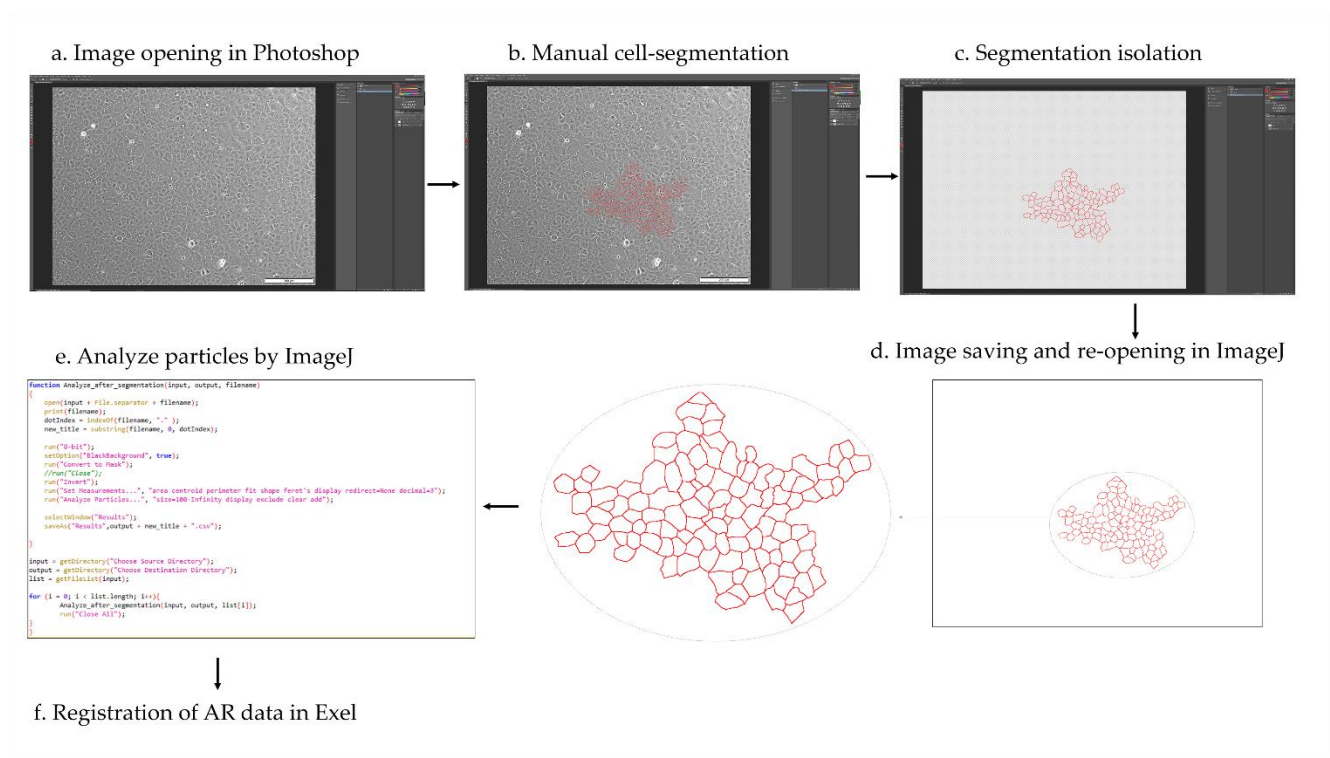 a. Image opening in Photoshop
b. Manual cell-segmentation
c. Segmentation isolation
d. Image saving and re-opening in ImageJ
e. Analyze particles by ImageJ
function Analyze_after_segmentation(input, output, filename)
{
open(input + File.separator + filename);
print(filename);
dotIndex = indexOf(filename, "." );
new_title = substring(filename, 0, dotIndex);
run("8-bit");
setOption("BlackBackground", true);
run("Convert to Mask");
//run("Close");
run("Invert");
run("Set Measurements...", "area centroid perimeter fit shape feret's display redirect=None decimal=3");
run("Analyze Particles...", "size=100-Infinity display exclude clear add");
selectWindow("Results");
saveAs("Results",output + new_title + ".csv");
}
input = getDirectory("Choose Source Directory");
output = getDirectory("Choose Destination Directory");
list = getFileList(input);
for (i = 0; i < list.length; i++){
Analyze_after_segmentation(input, output, list[i]);
run("Close All");
}
}
f. Registration of AR data in Exel